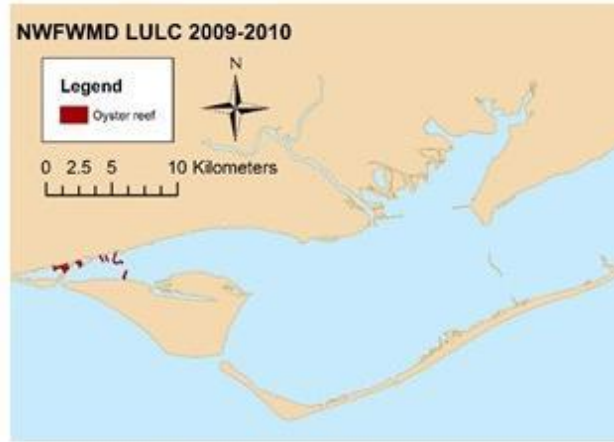 NWFWMD LULC 2009-2010
Legend
Oyster reef
N
0 2.5 5 10 Kilometers